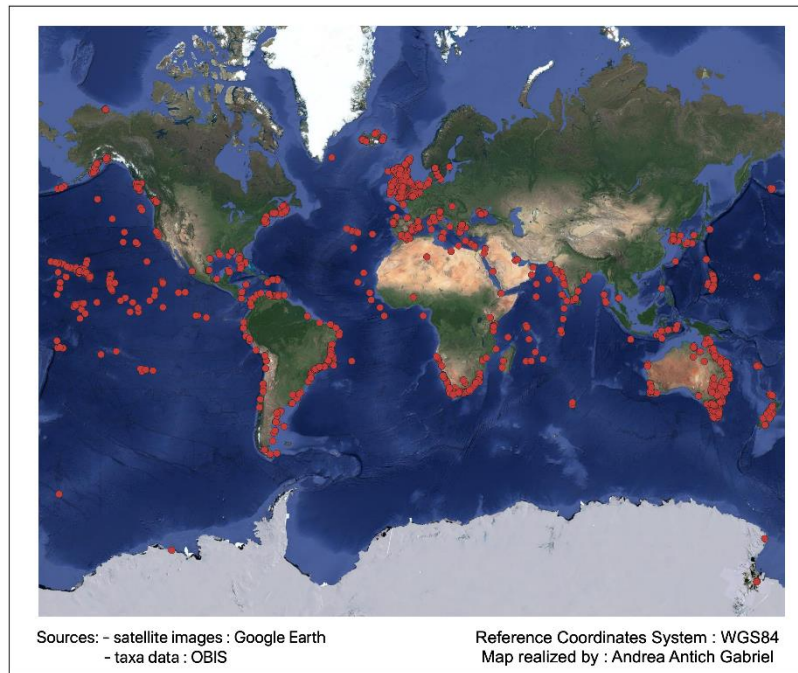 Sources: - satellite images : Google Earth
- taxa data : OBIS
Reference Coordinates System : WGS84
Map realized by : Andrea Antich Gabriel